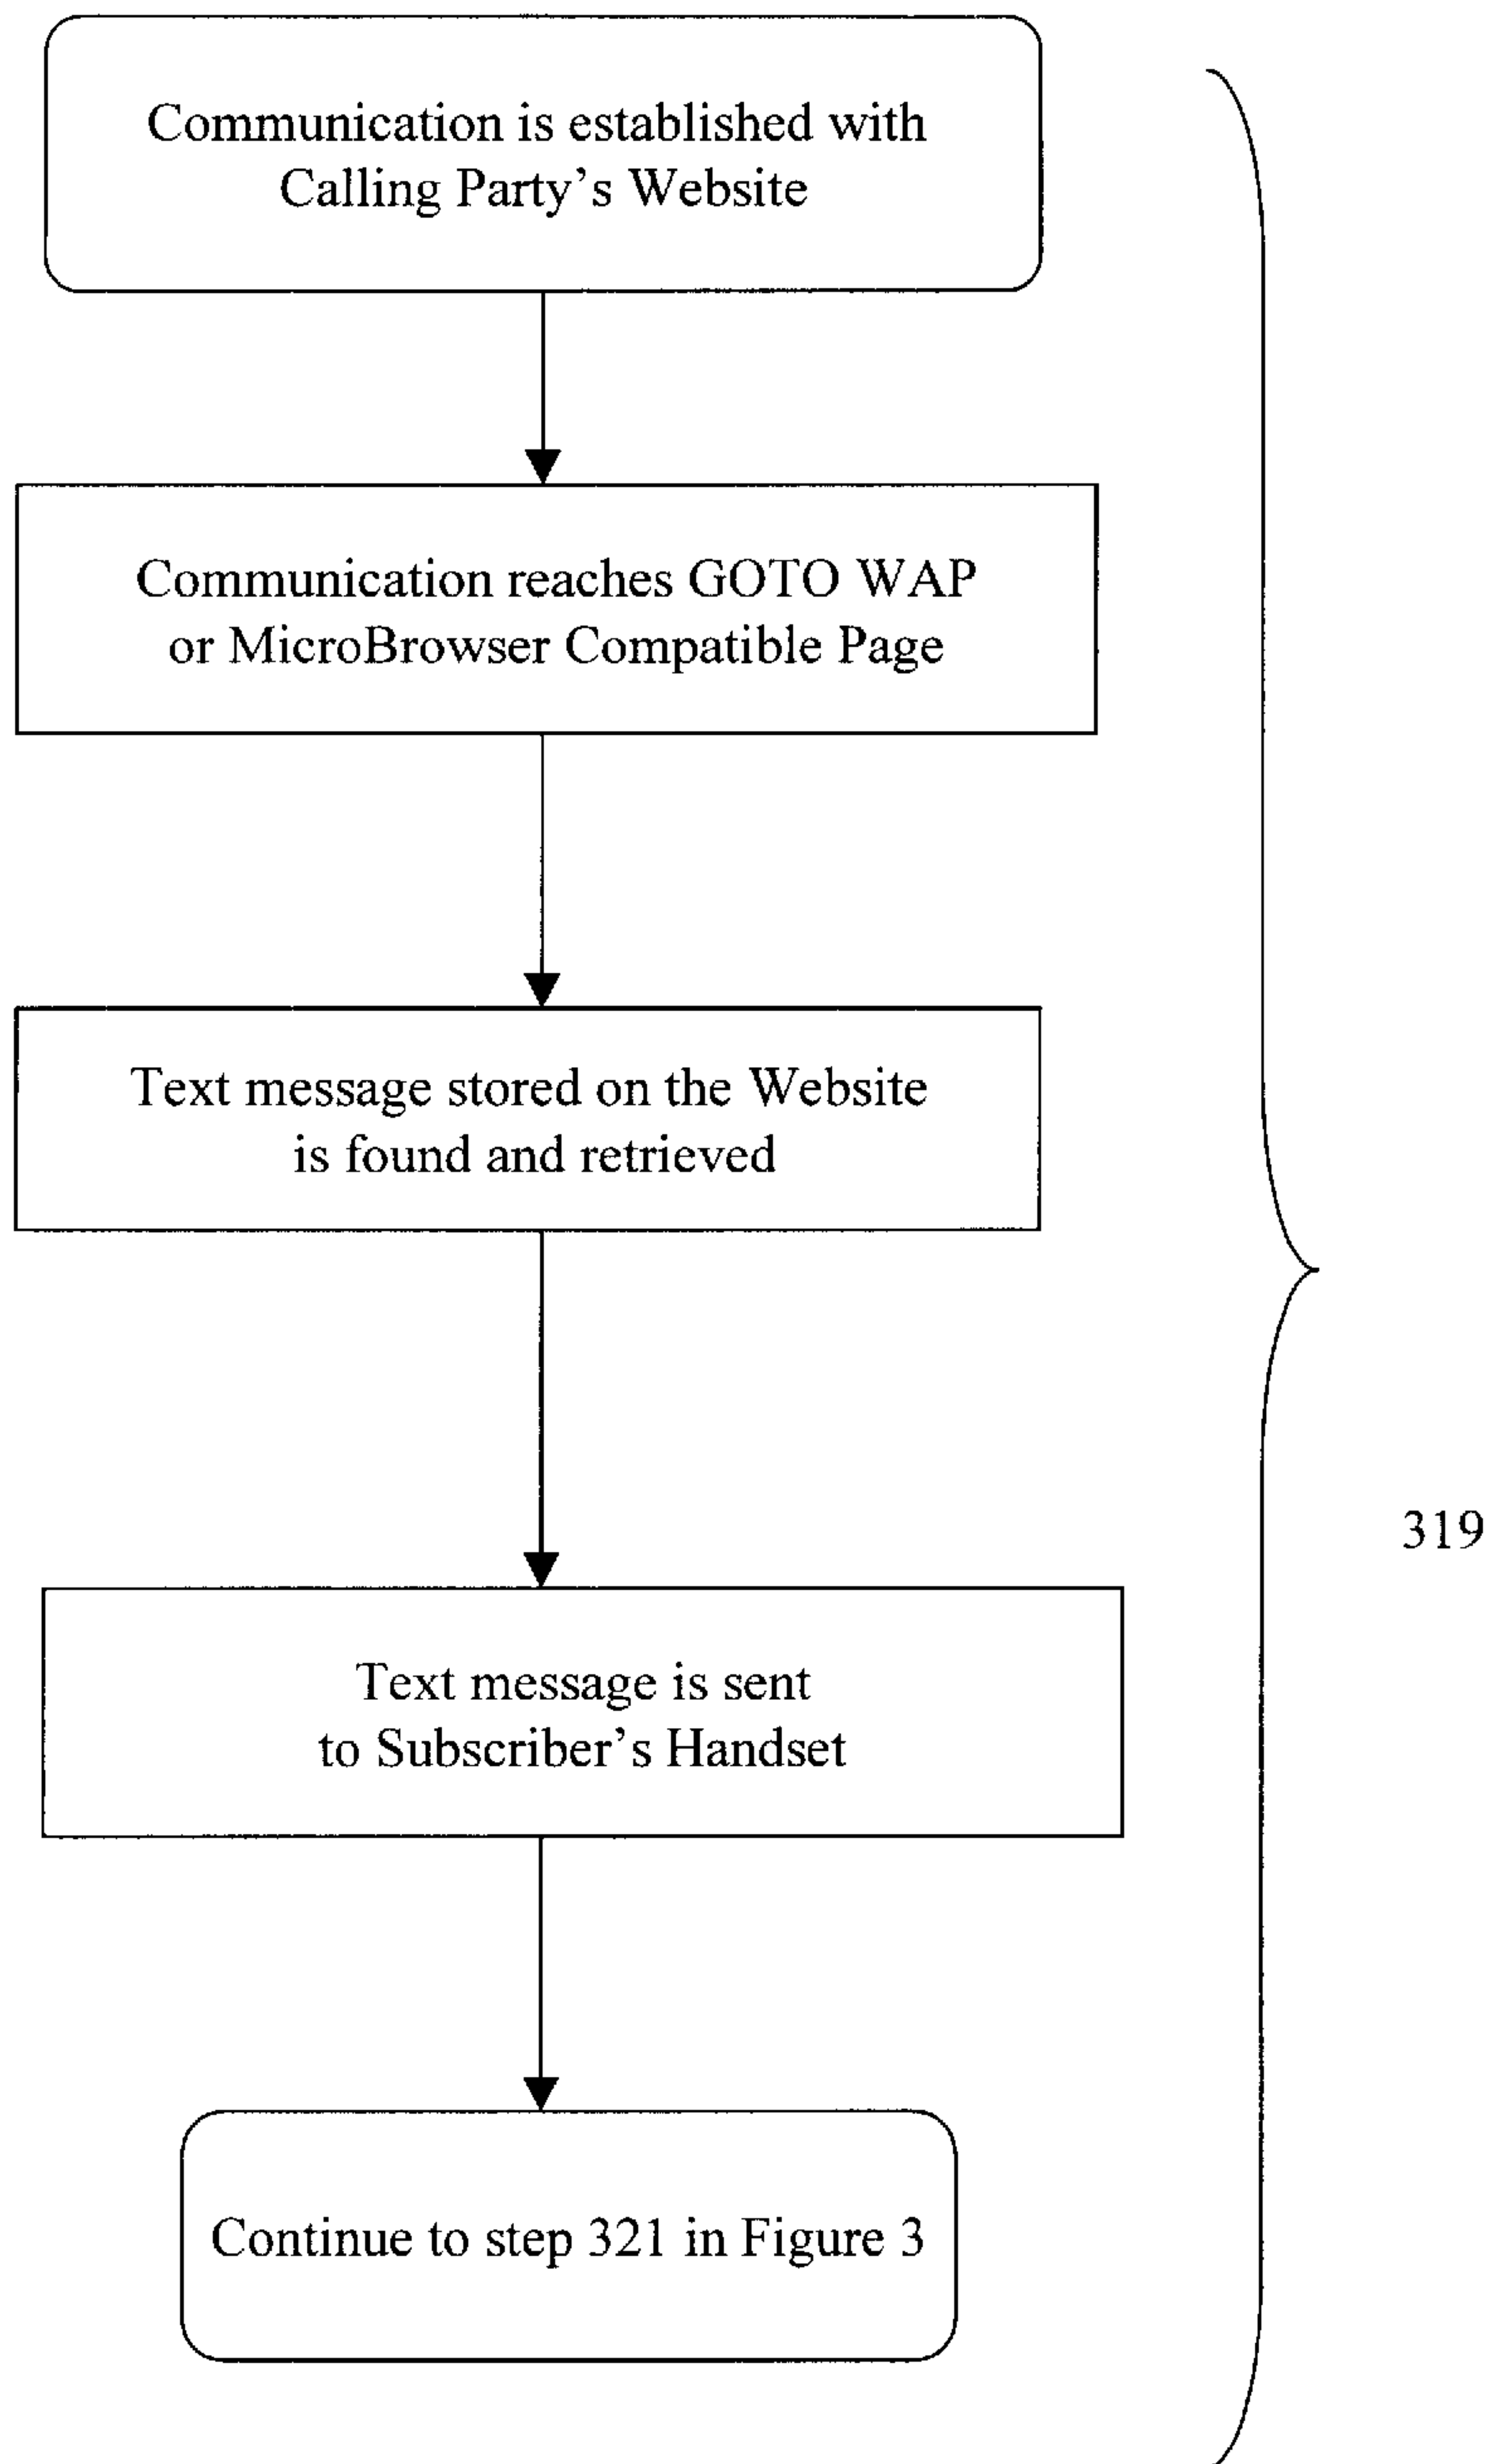 Communication is established with
Calling Party's Website
Communication reaches GOTO WAP
or MicroBrowser Compatible Page
Text message stored on the Website
is found and retrieved
319
Text message is sent
to Subscriber's Handset
Continue to step 321 in Figure 3